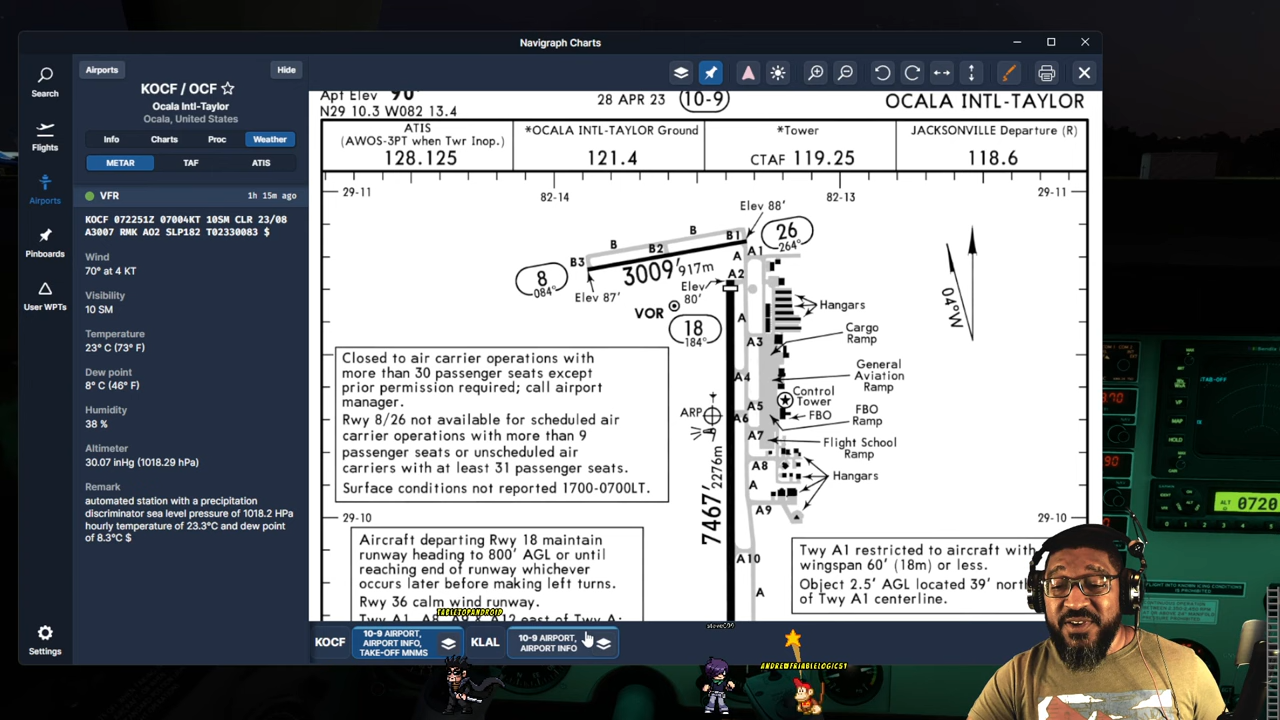 Navigraph Charts
Search
Flights
Airports
Pinboards
User WPTs
Settings
Airports
Hide
KOCF / OCF
Ocala Intl-Taylor
Ocala, United States
Info Charts Proc Weather
METAR TAF ATIS
VFR 1h 15m ago
KOCF 072251Z 07004KT 10SM CLR 23/08
A3007 RMK AO2 SLP182 T02330083 $
Wind
70° at 4 KT
Visibility
10 SM
Temperature
23° C (73° F)
Dew point
8° C (46° F)
Humidity
38 %
Altimeter
30.07 inHg (1018.29 hPa)
Remark
automated station with a precipitation
discriminator sea level pressure of 1018.2 HPa
hourly temperature of 23.3°C and dew point
of 8.3°C $
Apt Elev 90'
N29 10.3 W082 13.4
28 APR 23 10-9
OCALA INTL-TAYLOR
ATIS
(AWOS-3PT when Twr Inop.)
128.125
*OCALA INTL-TAYLOR Ground
121.4
*Tower
CTAF 119.25
JACKSONVILLE Departure (R)
118.6
29-11
82-14
82-13
29-11
Elev 88'
B
B
B1
B2
B3
26
264°
A1
A
A2
8
084°
3009' 917m
Elev 87'
Elev
80'
VOR
18
184°
A
Hangars
04°W
A3
Cargo
Ramp
A4
General
Aviation
Ramp
Control
Tower
ARP
A5
A6
FBO
FBO
Ramp
A7
Flight School
Ramp
A8
Hangars
A
A9
7467' 2276m
A10
A
Closed to air carrier operations with
more than 30 passenger seats except
prior permission required; call airport
manager.
Rwy 8/26 not available for scheduled air
carrier operations with more than 9
passenger seats or unscheduled air
carriers with at least 31 passenger seats.
Surface conditions not reported 1700-0700LT.
29-10
29-10
Aircraft departing Rwy 18 maintain
runway heading to 800' AGL or until
reaching end of runway whichever
occurs later before making left turns.
Rwy 36 calm wind runway.
Twy A1 restricted to aircraft with
wingspan 60' (18m) or less.
Object 2.5' AGL located 39' nort
of Twy A1 centerline.
KOCF
10-9 AIRPORT,
AIRPORT INFO,
TAKE-OFF MNMS
KLAL
10-9 AIRPORT,
AIRPORT INFO
TABLETOPANDROID
ANDREWFRIABLELOGIC51
ALT 0720
MAP
HOLD